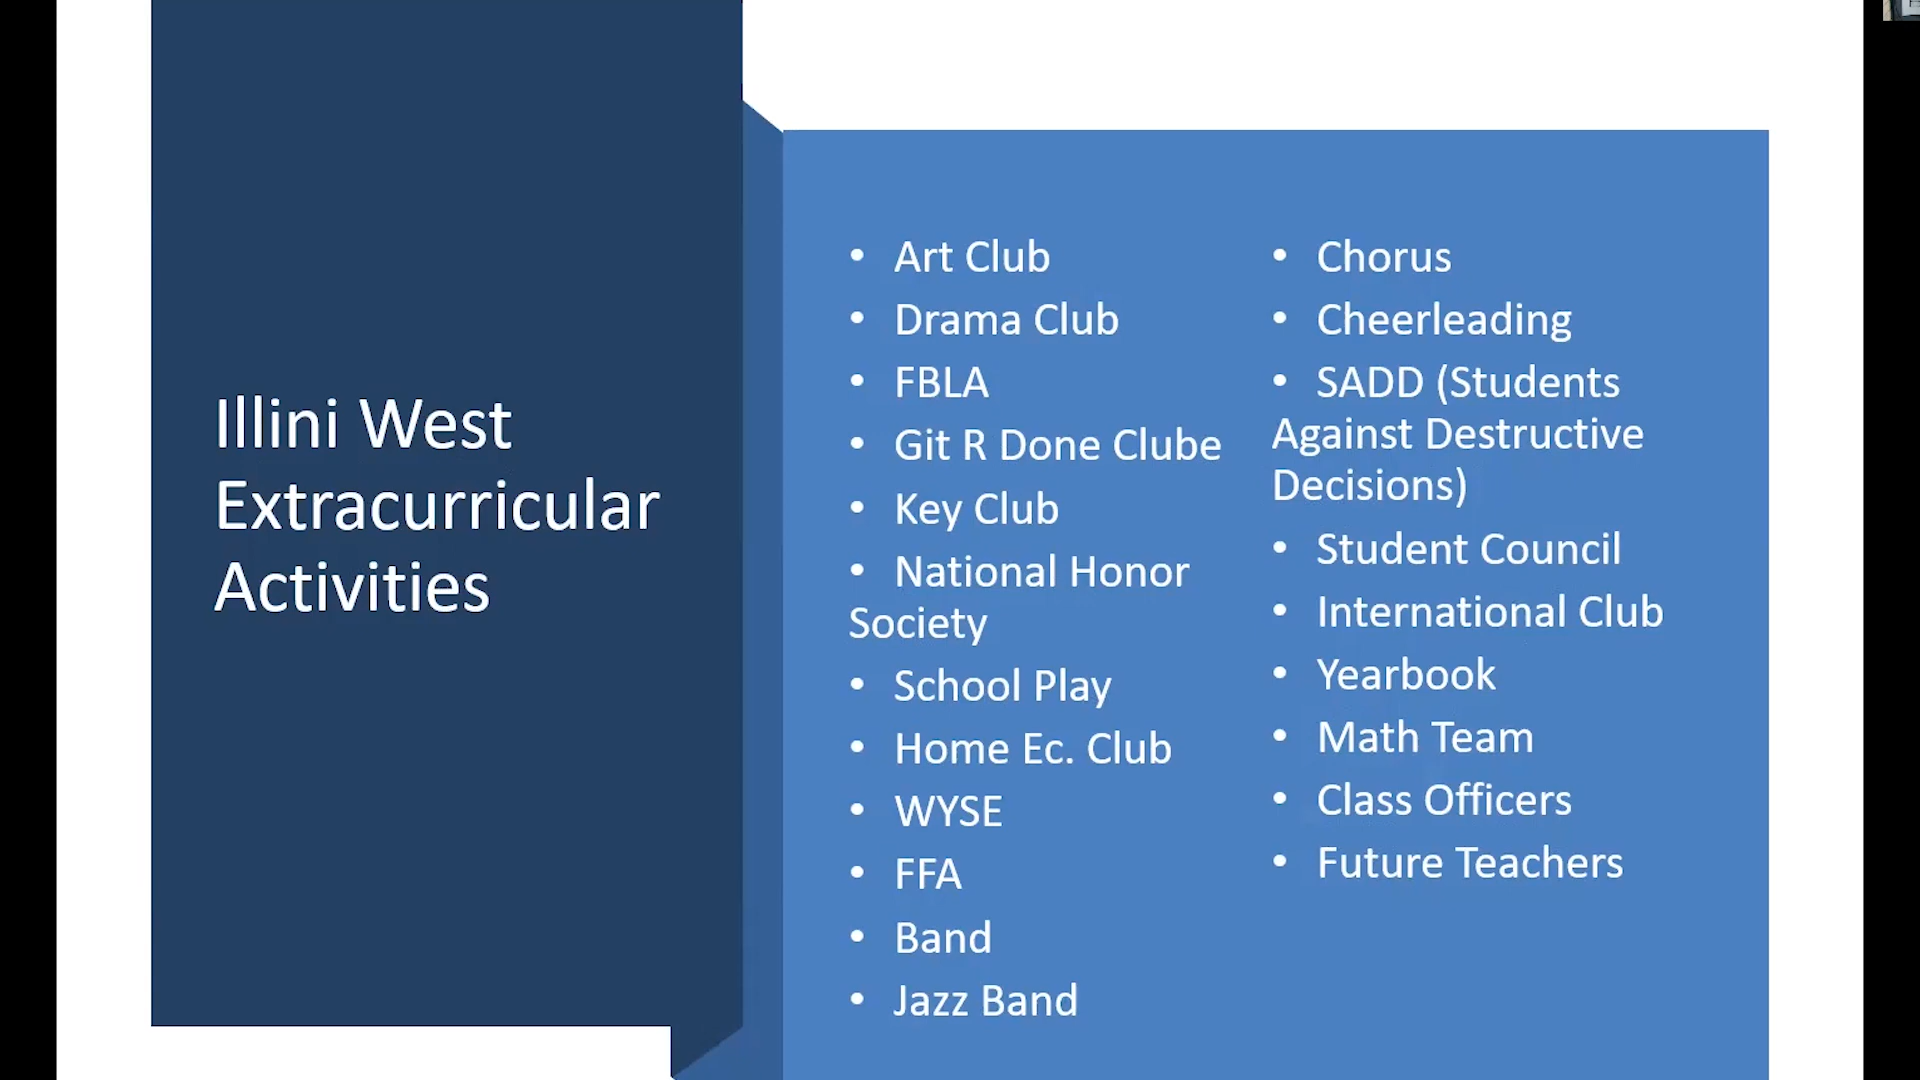 Illini West
Extracurricular
Activities
• Art Club
• Drama Club
• FBLA
• Git R Done Clube
• Key Club
• National Honor
Society
• School Play
• Home Ec. Club
• WYSE
• FFA
• Band
• Jazz Band
• Chorus
• Cheerleading
• SADD (Students
Against Destructive
Decisions)
• Student Council
• International Club
• Yearbook
• Math Team
• Class Officers
• Future Teachers